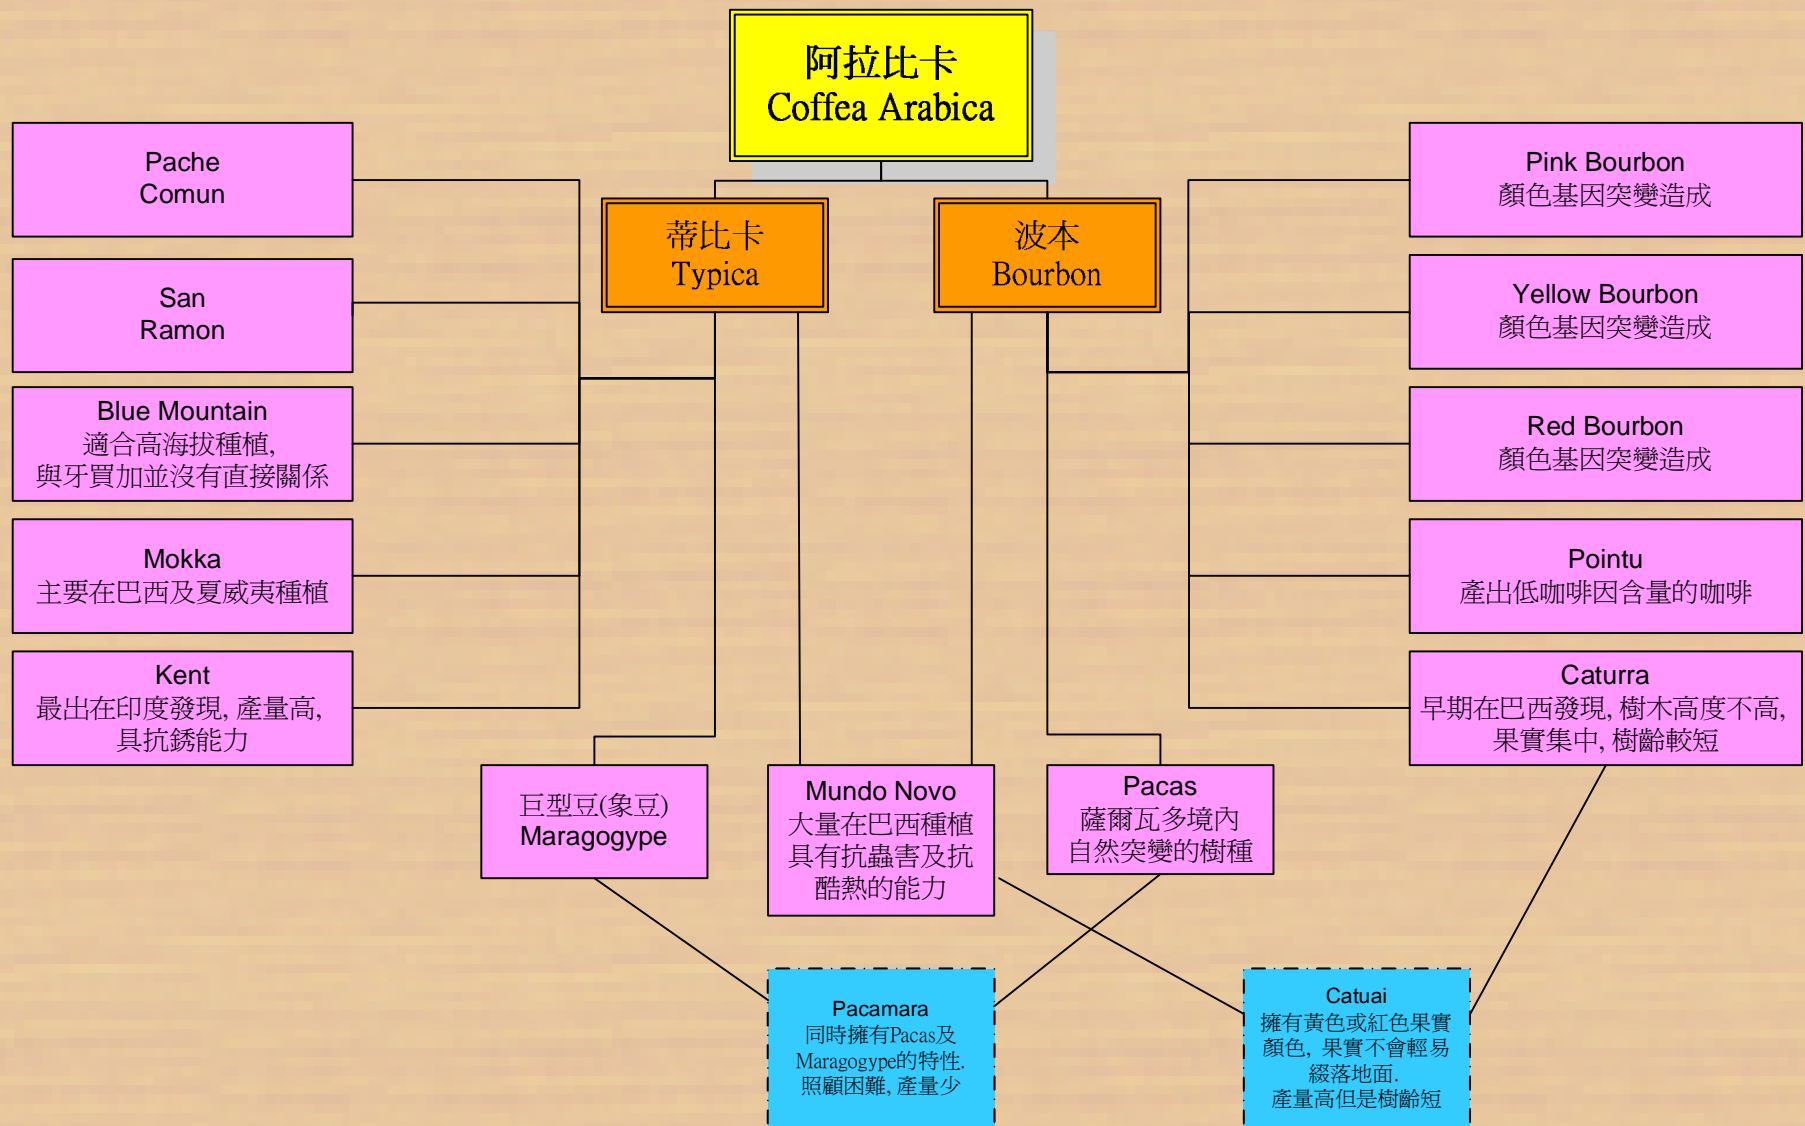 阿拉比卡
Coffea Arabica
蒂比卡
Typica
波本
Bourbon
Pache
Comun
San
Ramon
Blue Mountain
適合高海拔種植,
與牙買加並沒有直接關係
Mokka
主要在巴西及夏威夷種植
Kent
最出在印度發現, 產量高,
具抗銹能力
Pink Bourbon
顏色基因突變造成
Yellow Bourbon
顏色基因突變造成
Red Bourbon
顏色基因突變造成
Pointu
產出低咖啡因含量的咖啡
Caturra
早期在巴西發現, 樹木高度不高,
果實集中, 樹齡較短
巨型豆(象豆)
Maragogype
Mundo Novo
大量在巴西種植
具有抗蟲害及抗
酷熱的能力
Pacas
薩爾瓦多境內
自然突變的樹種
Pacamara
同時擁有Pacas及
Maragogype的特性.
照顧困難, 產量少
Catuai
擁有黃色或紅色果實
顏色, 果實不會輕易
綴落地面.
產量高但是樹齡短